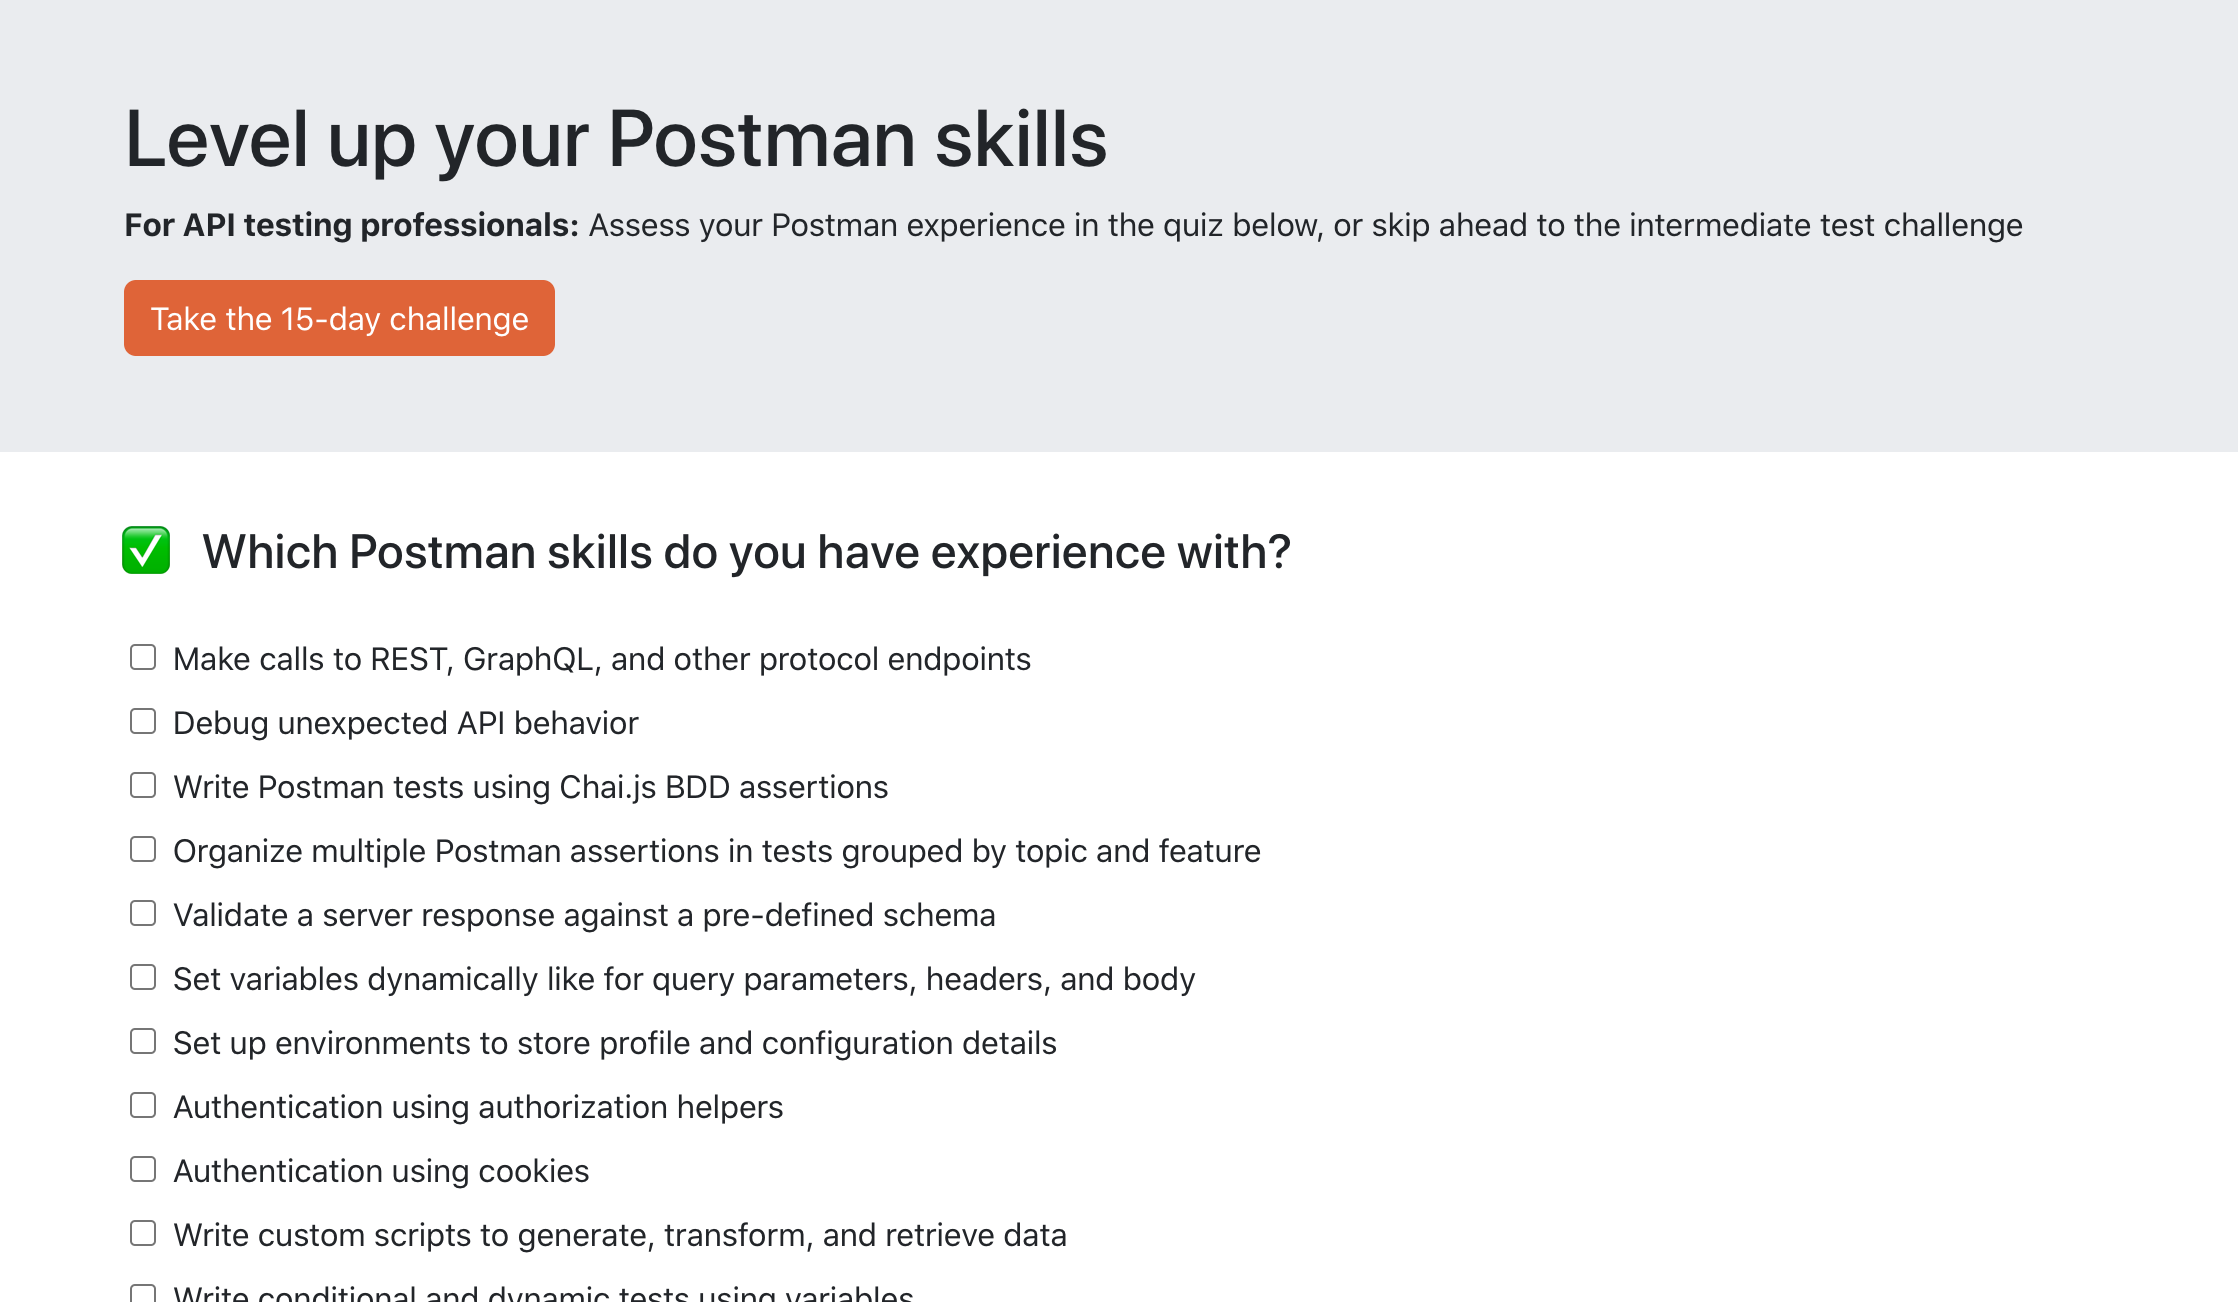 Level up your Postman skills
For API testing professionals: Assess your Postman experience in the quiz below, or skip ahead to the intermediate test challenge
Take the 15-day challenge
✅ Which Postman skills do you have experience with?
Make calls to REST, GraphQL, and other protocol endpoints
Debug unexpected API behavior
Write Postman tests using Chai.js BDD assertions
Organize multiple Postman assertions in tests grouped by topic and feature
Validate a server response against a pre-defined schema
Set variables dynamically like for query parameters, headers, and body
Set up environments to store profile and configuration details
Authentication using authorization helpers
Authentication using cookies
Write custom scripts to generate, transform, and retrieve data
Write conditional and dynamic tests using variables